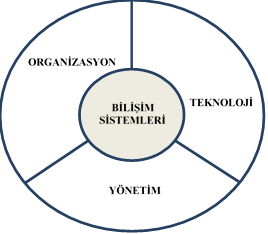 ORGANİZASYON
BİLİŞİM
SİSTEMLERİ
TEKNOLOJİ
YÖNETİM